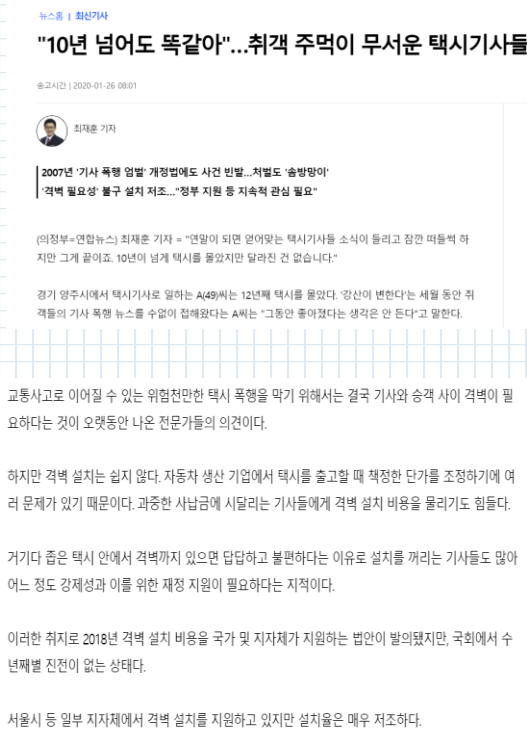 뉴스홈 | 최신기사
"10년 넘어도 똑같아"...취객 주먹이 무서운 택시기사들
송고시간 | 2020-01-26 08:01
최재훈 기자
2007년 '기사 폭행 엄벌' 개정법에도 사건 빈발...처벌도 '솜방망이'
'격벽 필요성' 불구 설치 저조..."정부 지원 등 지속적 관심 필요"
(의정부=연합뉴스) 최재훈 기자 = "연말이 되면 얻어맞는 택시기사들 소식이 들리고 잠깐 떠들썩 하
지만 그게 끝이죠. 10년이 넘게 택시를 몰았지만 달라진 건 없습니다."
경기 양주시에서 택시기사로 일하는 A(49)씨는 12년째 택시를 몰았다. '강산이 변한다'는 세월 동안 취
객들의 기사 폭행 뉴스를 수없이 접해왔다는 A씨는 "그동안 좋아졌다는 생각은 안 든다"고 말한다.
교통사고로 이어질 수 있는 위험천만한 택시 폭행을 막기 위해서는 결국 기사와 승객 사이 격벽이 필
요하다는 것이 오랫동안 나온 전문가들의 의견이다.
하지만 격벽 설치는 쉽지 않다. 자동차 생산 기업에서 택시를 출고할 때 책정한 단가를 조정하기에 여
러 문제가 있기 때문이다. 과중한 사납금에 시달리는 기사들에게 격벽 설치 비용을 물리기도 힘들다.
거기다 좁은 택시 안에서 격벽까지 있으면 답답하고 불편하다는 이유로 설치를 꺼리는 기사들도 많아
어느 정도 강제성과 이를 위한 재정 지원이 필요하다는 지적이다.
이러한 취지로 2018년 격벽 설치 비용을 국가 및 지자체가 지원하는 법안이 발의됐지만, 국회에서 수
년째별 진전이 없는 상태다.
서울시 등 일부 지자체에서 격벽 설치를 지원하고 있지만 설치율은 매우 저조하다.